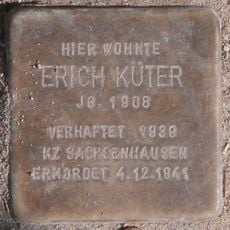 HIER WOHNTE
ERICH KÜTER
JG. 1908
VERHAFTET 1939
KZ SACHSENHAUSEN
ERMORDET 4.12.1941